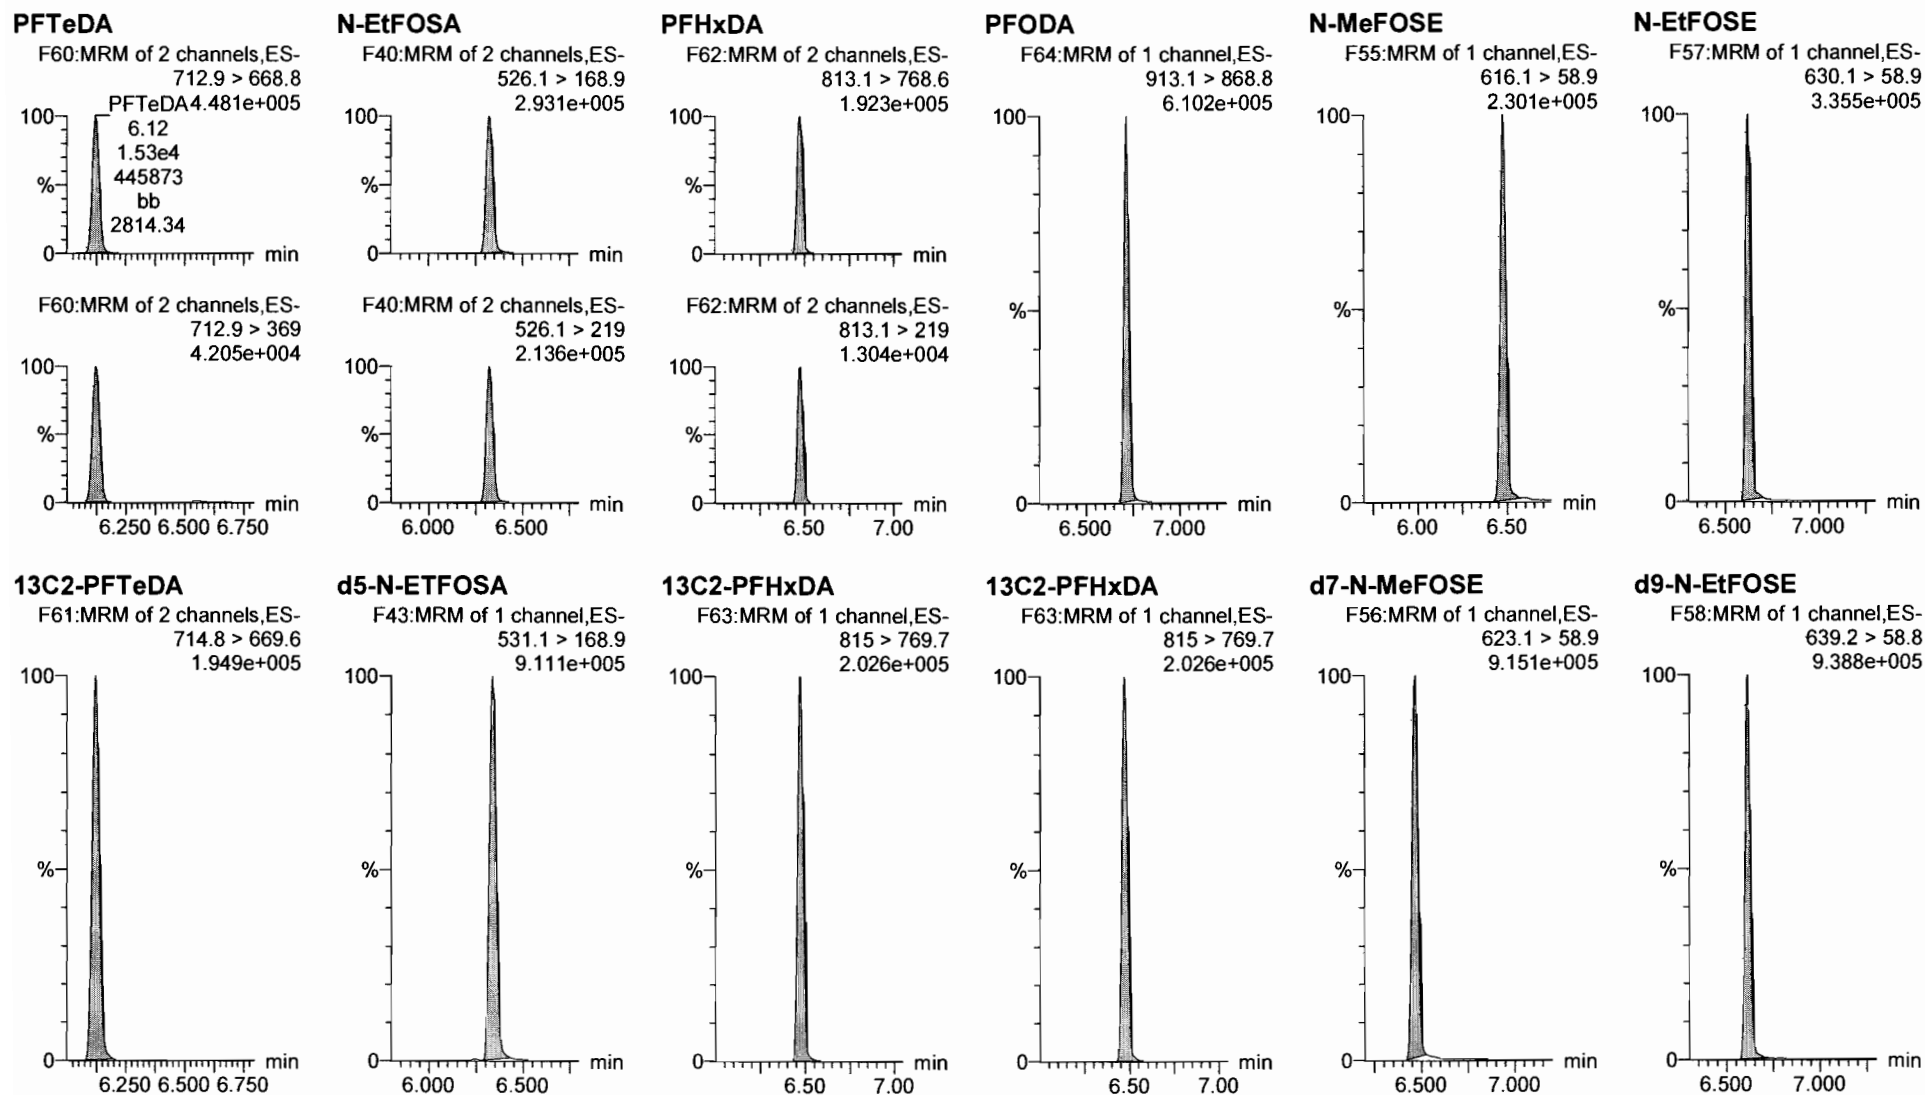 PFTeDA
F60:MRM of 2 channels,ES-
712.9 > 668.8
PFTeDA4.481e+005
100
6.12
1.53e4
%
445873
bb
2814.34
0
min
F60:MRM of 2 channels,ES-
712.9 > 369
4.205e+004
100
%
0
min
6.250 6.500 6.750
N-EtFOSA
F40:MRM of 2 channels,ES-
526.1 > 168.9
2.931e+005
100
%
0
min
F40:MRM of 2 channels,ES-
526.1 > 219
2.136e+005
100
%
0
min
6.000 6.500
PFHxDA
F62:MRM of 2 channels,ES-
813.1 > 768.6
1.923e+005
100
%
0
min
F62:MRM of 2 channels,ES-
813.1 > 219
1.304e+004
100
%
0
min
6.50 7.00
PFODA
F64:MRM of 1 channel,ES-
913.1 > 868.8
6.102e+005
100
%
0
min
6.500 7.000
N-MeFOSE
F55:MRM of 1 channel,ES-
616.1 > 58.9
2.301e+005
100
%
0
min
6.00 6.50
N-EtFOSE
F57:MRM of 1 channel,ES-
630.1 > 58.9
3.355e+005
100
%
0
min
6.500 7.000
13C2-PFTeDA
F61:MRM of 2 channels,ES-
714.8 > 669.6
1.949e+005
100
%
0
min
6.250 6.500 6.750
d5-N-ETFOSA
F43:MRM of 1 channel,ES-
531.1 > 168.9
9.111e+005
100
%
0
min
6.000 6.500
13C2-PFHxDA
F63:MRM of 1 channel,ES-
815 > 769.7
2.026e+005
100
%
0
min
6.50 7.00
13C2-PFHxDA
F63:MRM of 1 channel,ES-
815 > 769.7
2.026e+005
100
%
0
min
6.50 7.00
d7-N-MeFOSE
F56:MRM of 1 channel,ES-
623.1 > 58.9
9.151e+005
100
%
0
min
6.500 7.000
d9-N-EtFOSE
F58:MRM of 1 channel,ES-
639.2 > 58.8
9.388e+005
100
%
0
min
6.500 7.000